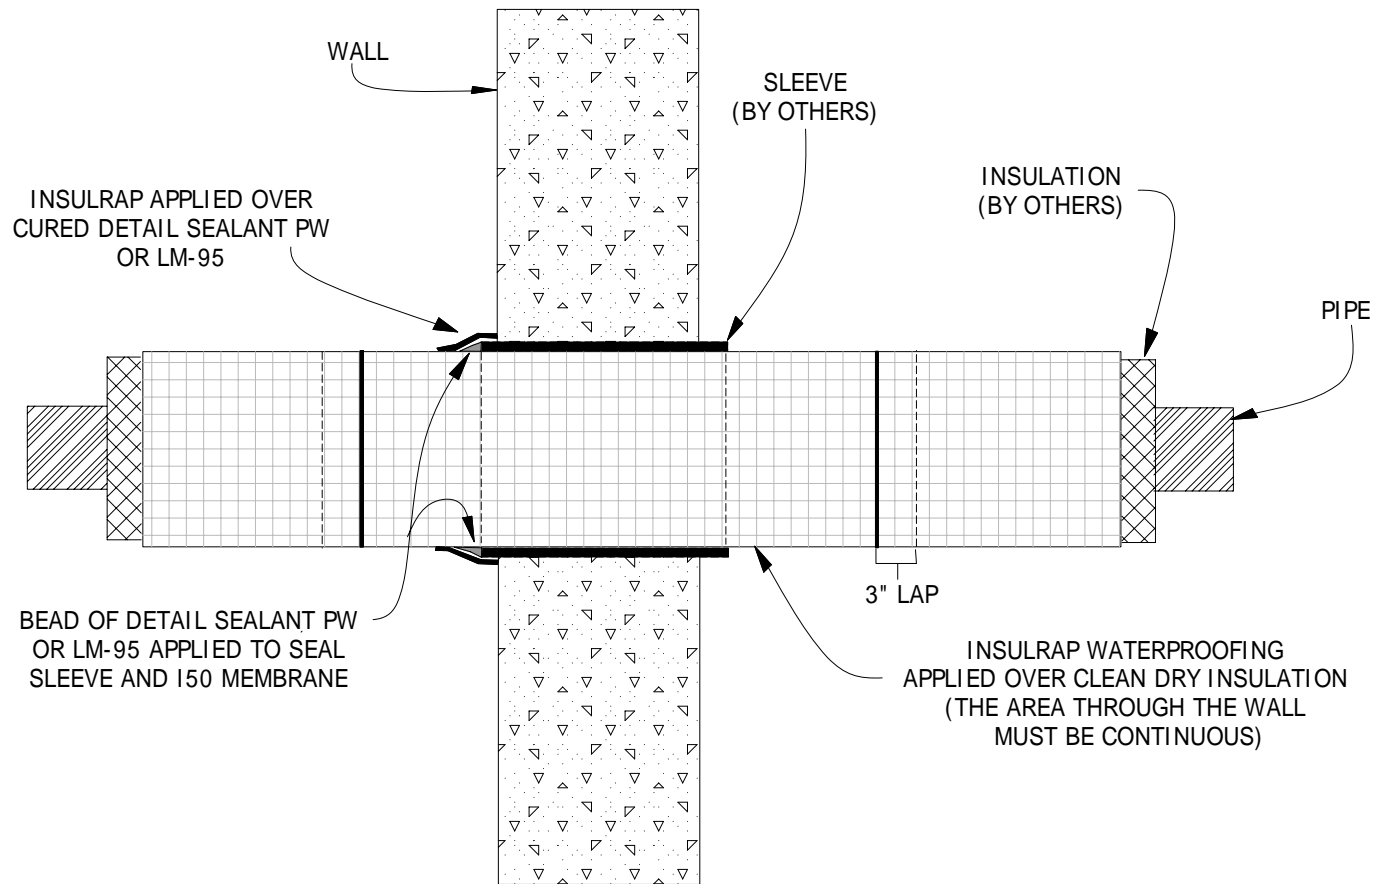 WALL
SLEEVE
(BY OTHERS)
INSULRAP APPLIED OVER
CURED DETAIL SEALANT PW
OR LM-95
INSULATION
(BY OTHERS)
PIPE
3" LAP
BEAD OF DETAIL SEALANT PW
OR LM-95 APPLIED TO SEAL
SLEEVE AND I50 MEMBRANE
INSULRAP WATERPROOFING
APPLIED OVER CLEAN DRY INSULATION
(THE AREA THROUGH THE WALL
MUST BE CONTINUOUS)